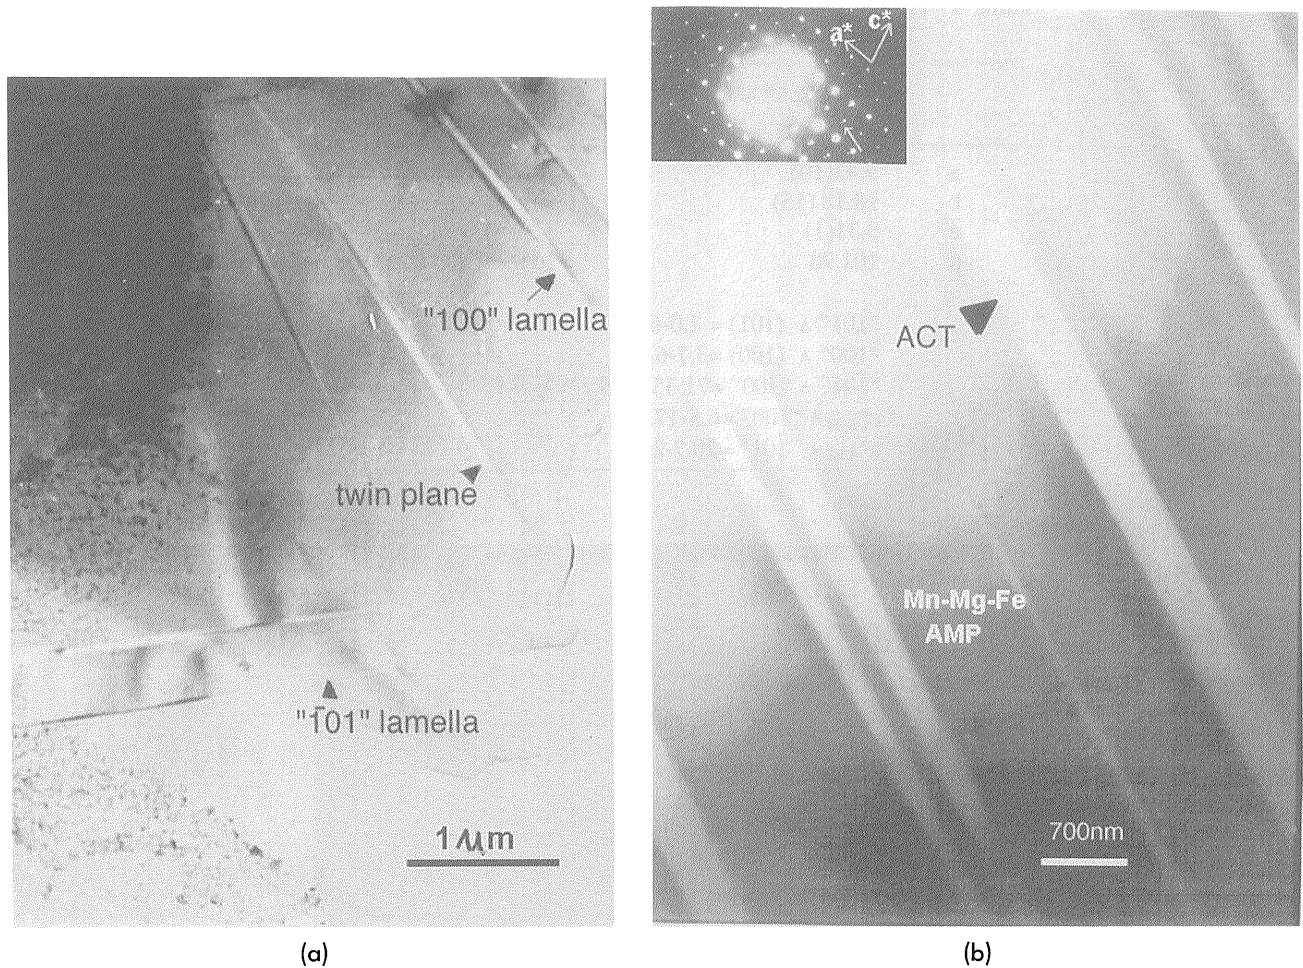 "100" lamella
twin plane
"1̄01" lamella
1 μm
(a)
a*
c*
ACT
Mn-Mg-Fe
AMP
700nm
(b)